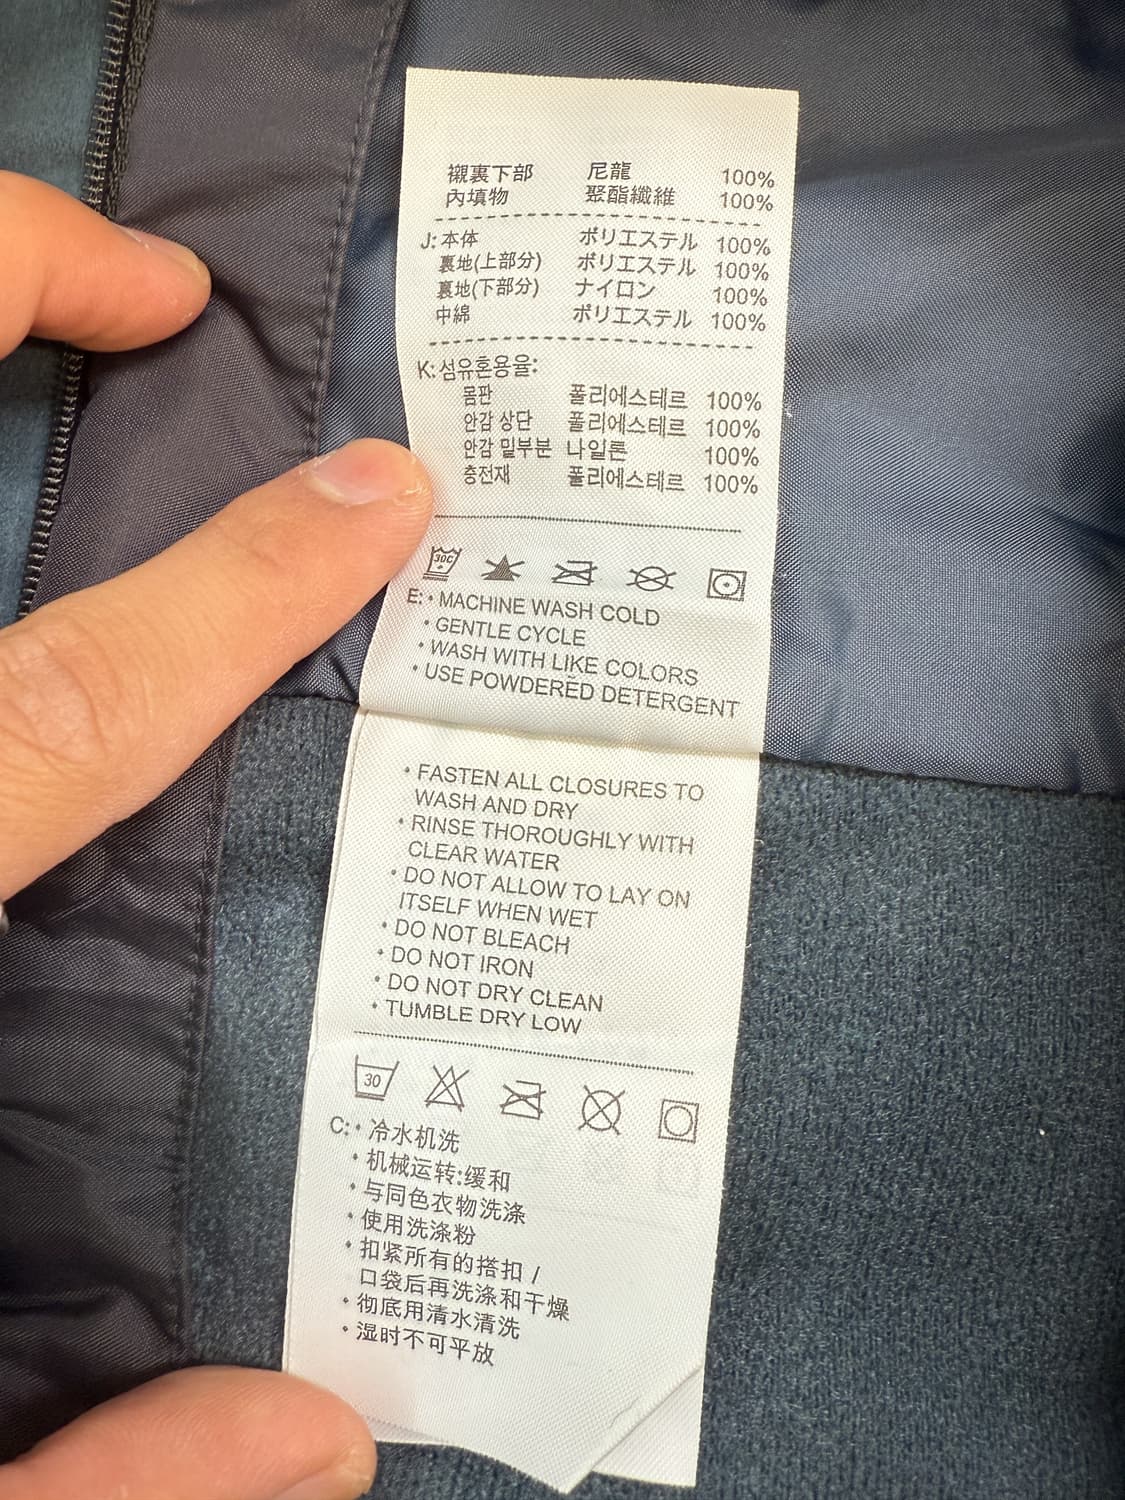 襯裏下部 尼龍 100%
內填物 聚酯纖維 100%
J: 本体 ポリエステル 100%
裏地(上部分) ポリエステル 100%
裏地(下部分) ナイロン 100%
中綿 ポリエステル 100%
K: 섬유혼용율:
몸판 폴리에스테르 100%
안감 상단 폴리에스테르 100%
안감 밑부분 나일론 100%
충전재 폴리에스테르 100%
30C
E: • MACHINE WASH COLD
• GENTLE CYCLE
• WASH WITH LIKE COLORS
• USE POWDERED DETERGENT
• FASTEN ALL CLOSURES TO
WASH AND DRY
• RINSE THOROUGHLY WITH
CLEAR WATER
• DO NOT ALLOW TO LAY ON
ITSELF WHEN WET
• DO NOT BLEACH
• DO NOT IRON
• DO NOT DRY CLEAN
• TUMBLE DRY LOW
30
C: • 冷水机洗
• 机械运转:缓和
• 与同色衣物洗涤
• 使用洗涤粉
• 扣紧所有的搭扣 /
口袋后再洗涤和干燥
• 彻底用清水清洗
• 湿时不可平放